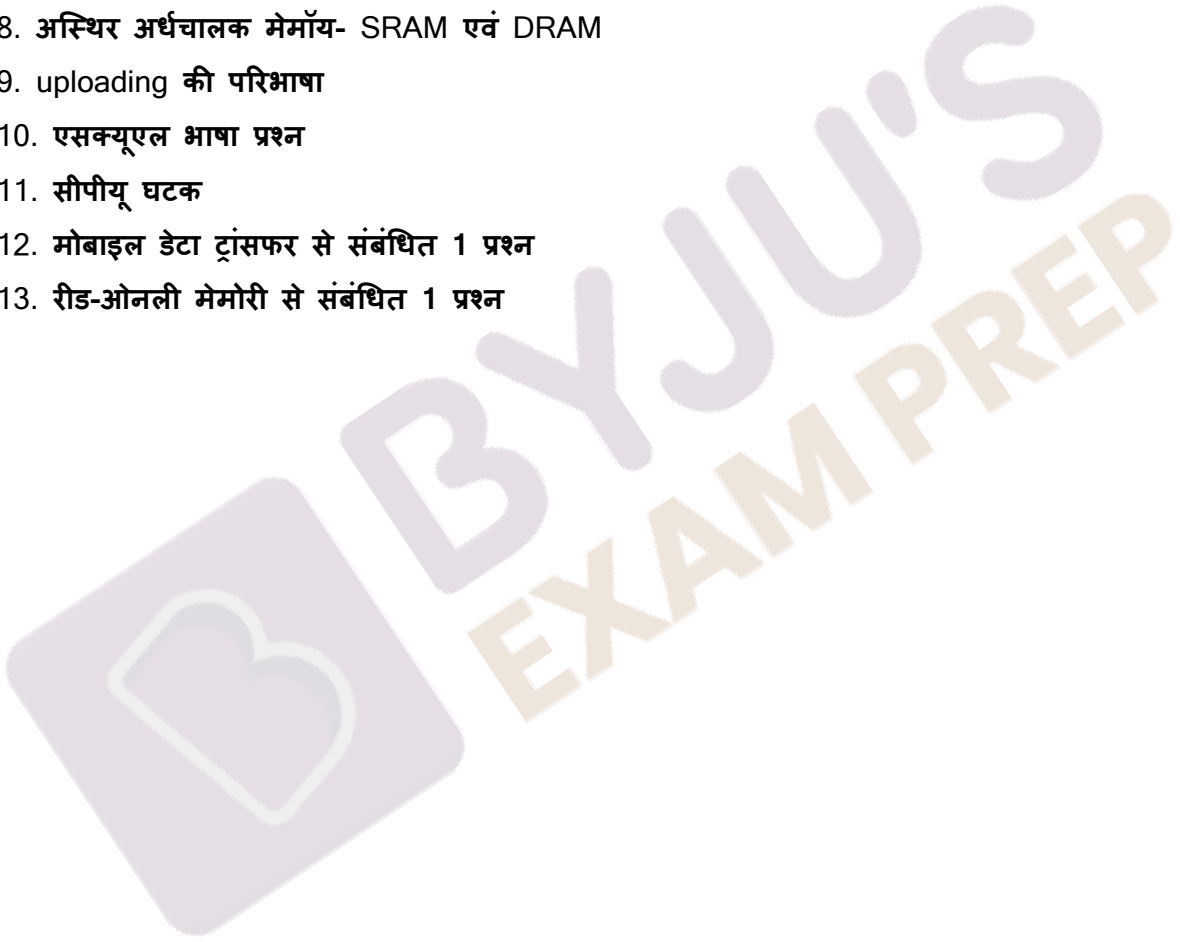 8. अस्थिर अर्धचालक मेमॉय- SRAM एवं DRAM
9. uploading की परिभाषा
10. एसक्यूएल भाषा प्रश्न
11. सीपीयू घटक
12. मोबाइल डेटा ट्रांसफर से संबंधित 1 प्रश्न
13. रीड-ओनली मेमोरी से संबंधित 1 प्रश्न
BYJU'S
EXAM PREP